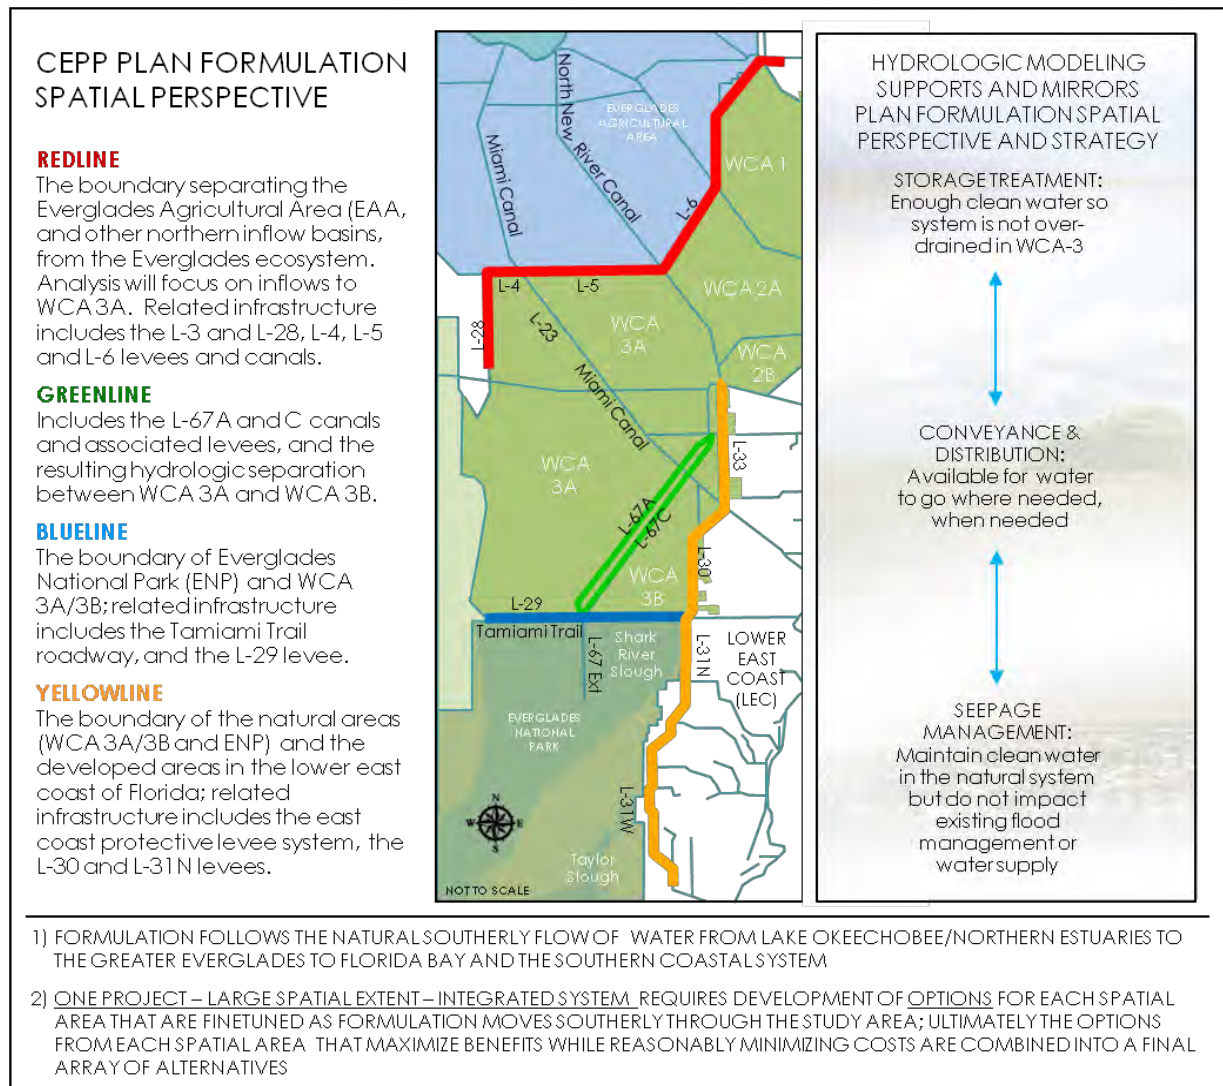 CEPP PLAN FORMULATION
SPATIAL PERSPECTIVE
REDLINE
The boundary separating the
Everglades Agricultural Area (EAA,
and other northern inflow basins,
from the Everglades ecosystem.
Analysis will focus on inflows to
WCA 3A. Related infrastructure
includes the L-3 and L-28, L-4, L-5
and L-6 levees and canals.
GREENLINE
Includes the L-67A and C canals
and associated levees, and the
resulting hydrologic separation
between WCA 3A and WCA 3B.
BLUELINE
The boundary of Everglades
National Park (ENP) and WCA
3A/3B; related infrastructure
includes the Tamiami Trail
roadway, and the L-29 levee.
YELLOWLINE
The boundary of the natural areas
(WCA 3A/3B and ENP) and the
developed areas in the lower east
coast of Florida; related
infrastructure includes the east
coast protective levee system, the
L-30 and L-31N levees.
North New River Canal
EVERGLADES
AGRICULTURAL
AREA
Miami Canal
WCA 1
L-6
L-4
L-5
WCA 2A
L-28
L-23
WCA
3A
WCA
2B
Miami Canal
L-33
WCA
3A
L-67A
L-67C
L-30
WCA
3B
L-29
Tamiami Trail
L-67 Ext
Shark
River
Slough
L-31N
LOWER
EAST
COAST
(LEC)
EVERGLADES
NATIONAL
PARK
L-31W
N
W
E
S
Taylor
Slough
NOT TO SCALE
HYDROLOGIC MODELING
SUPPORTS AND MIRRORS
PLAN FORMULATION SPATIAL
PERSPECTIVE AND STRATEGY
STORAGE TREATMENT:
Enough clean water so
system is not over-
drained in WCA-3
CONVEYANCE &
DISTRIBUTION:
Available for water
to go where needed,
when needed
SEEPAGE
MANAGEMENT:
Maintain clean water
in the natural system
but do not impact
existing flood
management or
water supply
1) FORMULATION FOLLOWS THE NATURAL SOUTHERLY FLOW OF WATER FROM LAKE OKEECHOBEE/NORTHERN ESTUARIES TO
THE GREATER EVERGLADES TO FLORIDA BAY AND THE SOUTHERN COASTAL SYSTEM
2) ONE PROJECT – LARGE SPATIAL EXTENT – INTEGRATED SYSTEM REQUIRES DEVELOPMENT OF OPTIONS FOR EACH SPATIAL
AREA THAT ARE FINETUNED AS FORMULATION MOVES SOUTHERLY THROUGH THE STUDY AREA; ULTIMATELY THE OPTIONS
FROM EACH SPATIAL AREA THAT MAXIMIZE BENEFITS WHILE REASONABLY MINIMIZING COSTS ARE COMBINED INTO A FINAL
ARRAY OF ALTERNATIVES